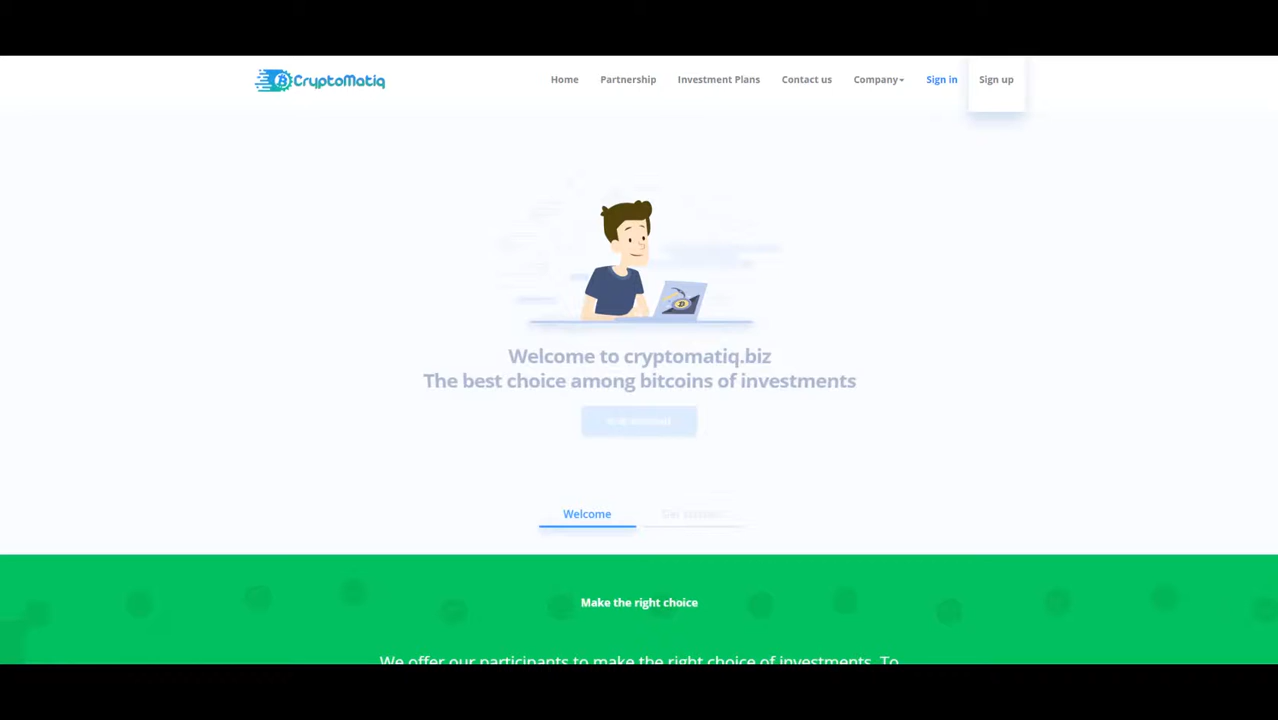 CryptoMatiq
Home Partnership Investment Plans Contact us Company Sign in Sign up
Welcome to cryptomatiq.biz
The best choice among bitcoins of investments
Welcome Get
Make the right choice
We offer our participants to make the right choice of investments. To